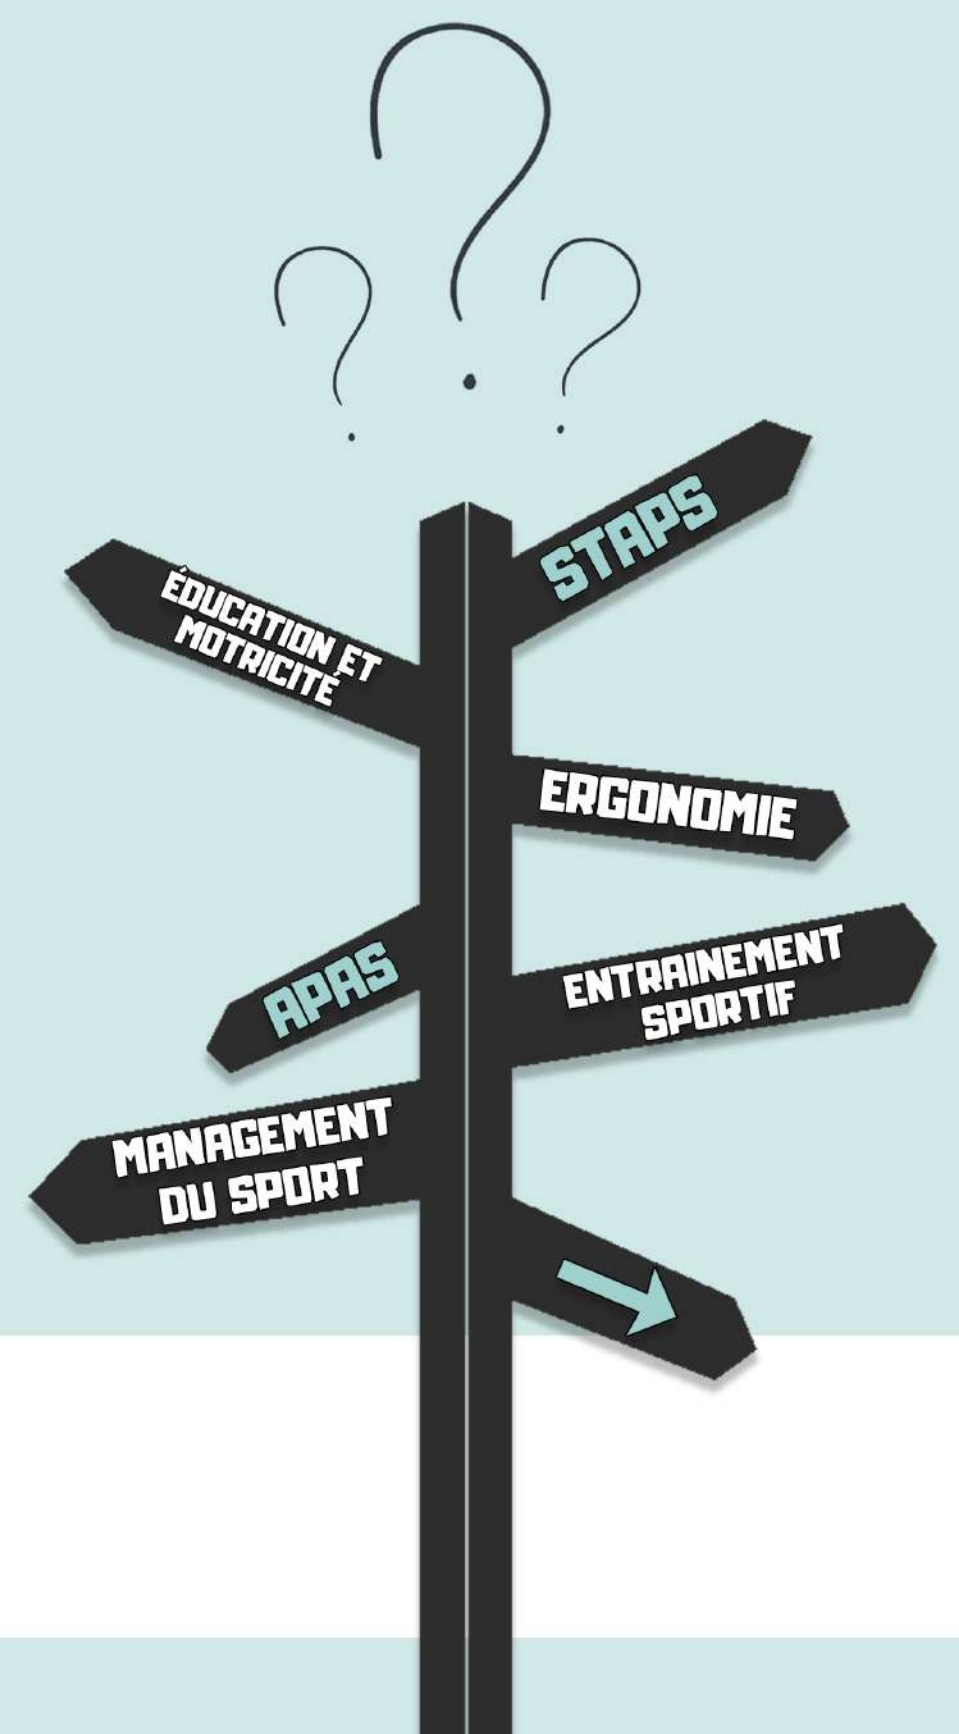 ?
? ?
STAPS
ÉDUCATION ET
MOTRICITÉ
ERGONOMIE
APAS
ENTRAINEMENT
SPORTIF
MANAGEMENT
DU SPORT